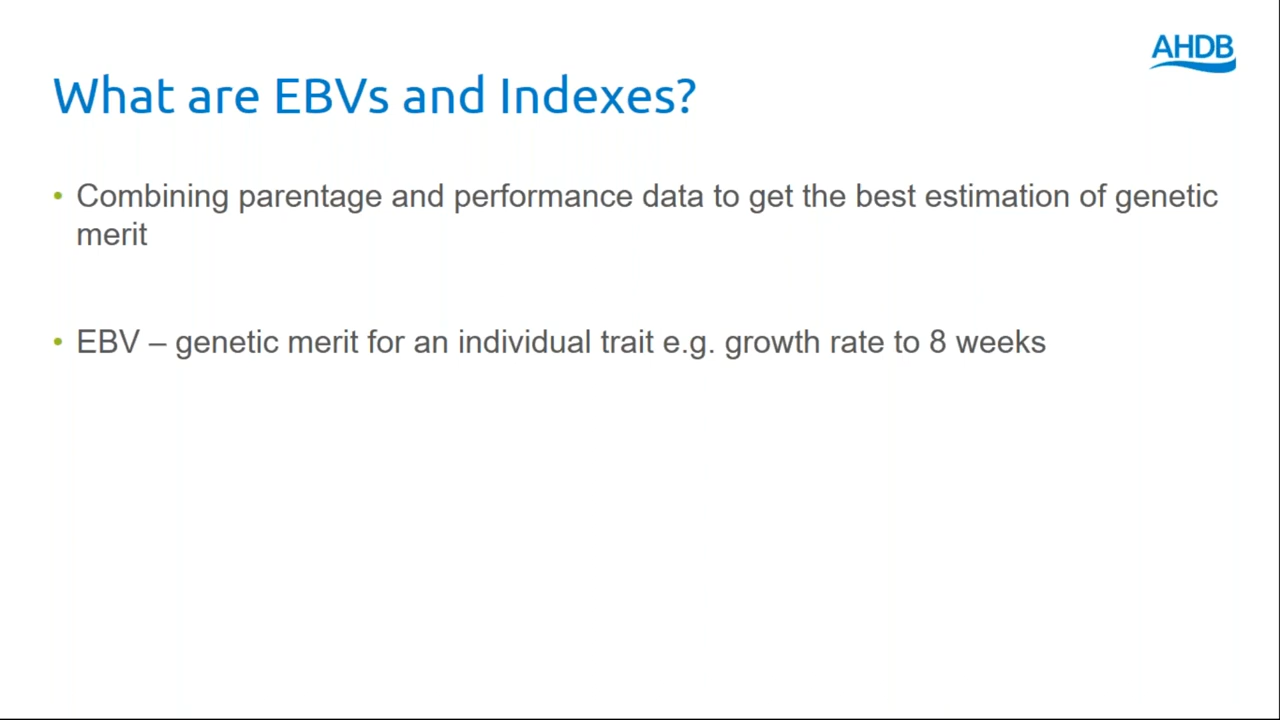 AHDB
What are EBVs and Indexes?
• Combining parentage and performance data to get the best estimation of genetic
merit
• EBV – genetic merit for an individual trait e.g. growth rate to 8 weeks